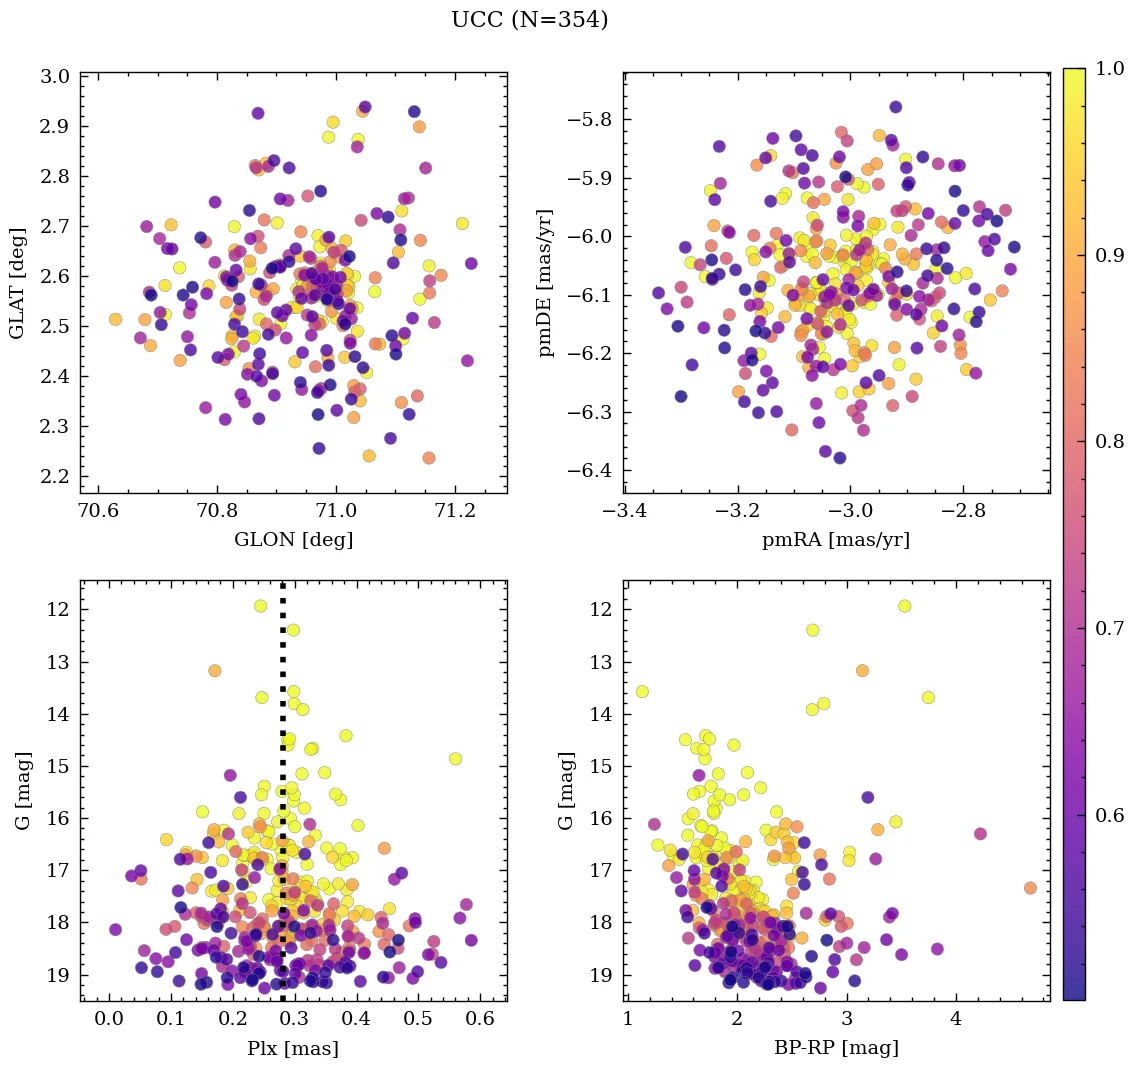 UCC (N=354)
3.0
2.9
2.8
2.7
2.6
2.5
2.4
2.3
2.2
GLAT [deg]
70.6 70.8 71.0 71.2
GLON [deg]
−5.8
−5.9
−6.0
−6.1
−6.2
−6.3
−6.4
pmDE [mas/yr]
−3.4 −3.2 −3.0 −2.8
pmRA [mas/yr]
12
13
14
15
16
17
18
19
G [mag]
0.0 0.1 0.2 0.3 0.4 0.5 0.6
Plx [mas]
12
13
14
15
16
17
18
19
G [mag]
1 2 3 4
BP-RP [mag]
1.0
0.9
0.8
0.7
0.6